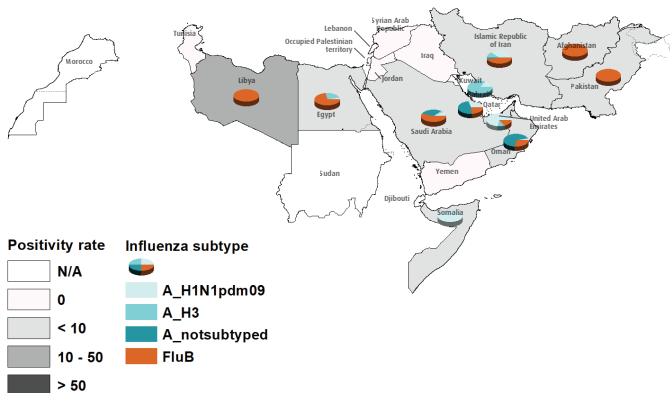 Tunisia
Lebanon
Syrian Arab
Republic
Occupied Palestinian
Territory
Islamic Republic
of Iran
Afghanistan
Morocco
Iraq
Libya
Jordan
Kuwait
Pakistan
Egypt
Qatar
United Arab
Emirates
Saudi Arabia
Oman
Sudan
Yemen
Djibouti
Somalia
Positivity rate
N/A
0
< 10
10 - 50
> 50
Influenza subtype
A_H1N1pdm09
A_H3
A_notsubtyped
FluB